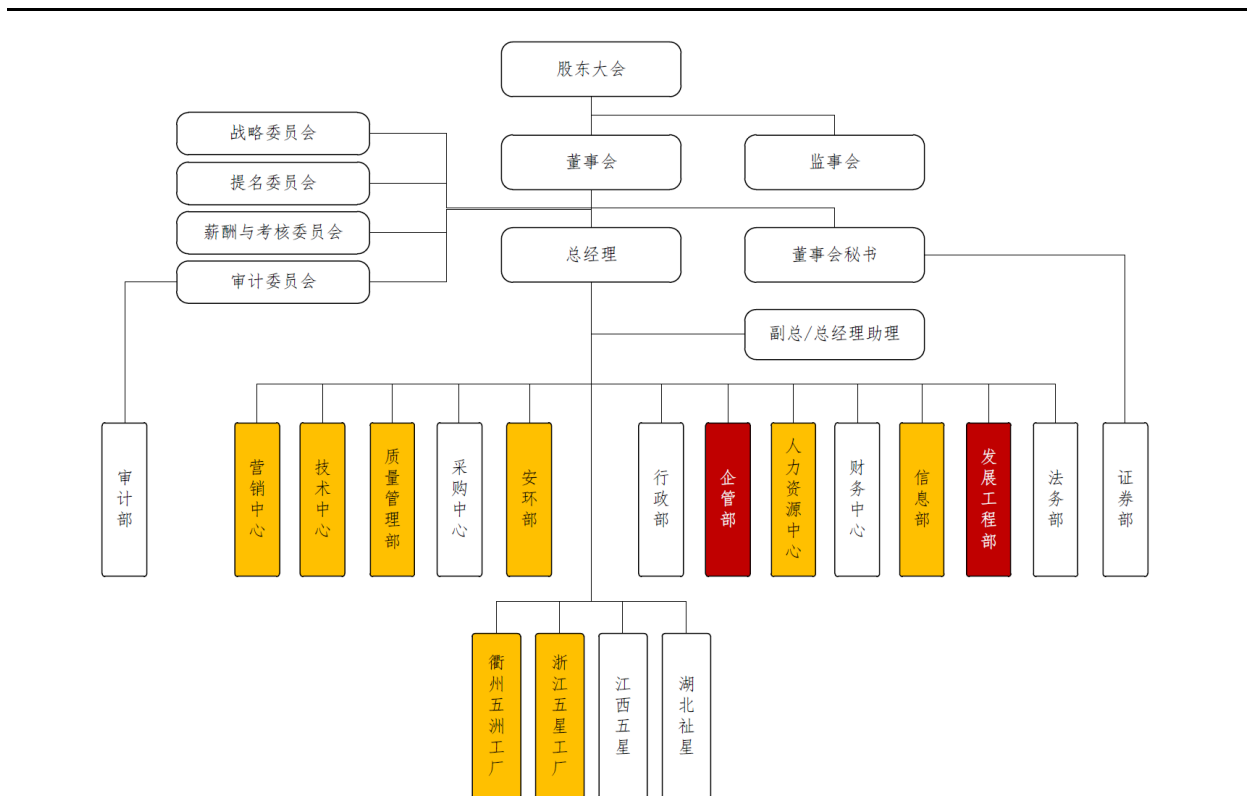 股东大会
战略委员会
董事会
监事会
提名委员会
薪酬与考核委员会
总经理
董事会秘书
审计委员会
副总/总经理助理
审计部
营销中心
技术中心
质量管理部
采购中心
安环部
行政部
企管部
人力资源中心
财务中心
信息部
发展工程部
法务部
证券部
衢州五洲工厂
浙江五星工厂
江西五星
湖北祉星